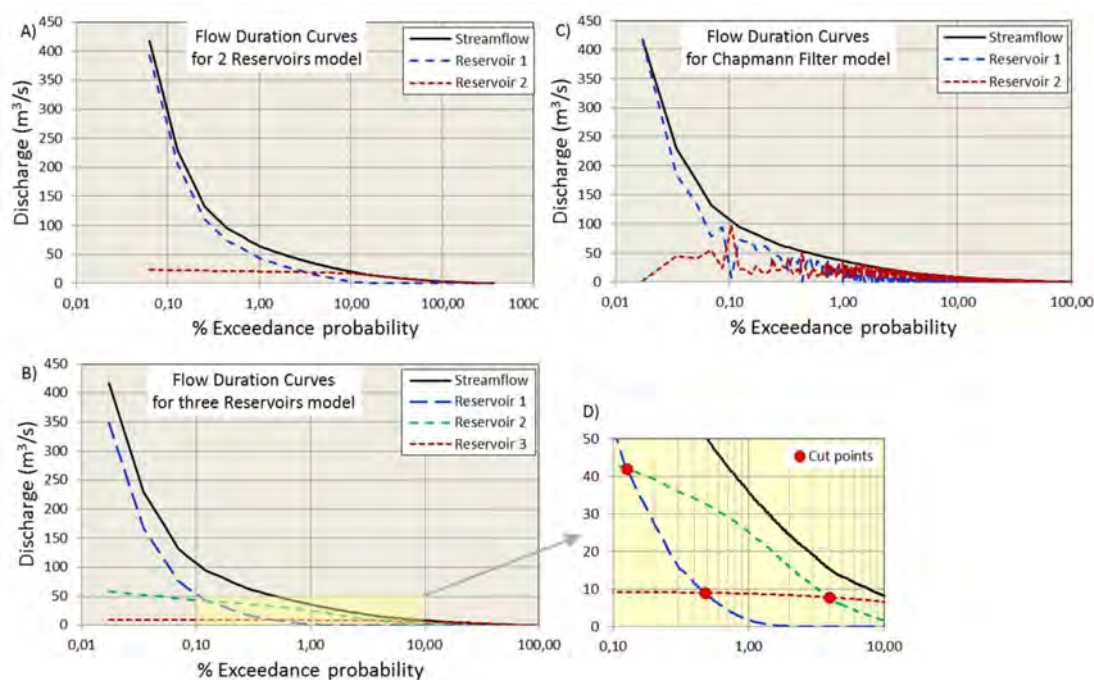 A)
Flow Duration Curves
for 2 Reservoirs model
Streamflow
Reservoir 1
Reservoir 2
Discharge (m³/s)
450
400
350
300
250
200
150
100
50
0
0,01 0,10 1,00 10,00 100,00 1000
% Exceedance probability
C)
Flow Duration Curves
for Chapmann Filter model
Streamflow
Reservoir 1
Reservoir 2
Discharge (m³/s)
450
400
350
300
250
200
150
100
50
0
0,01 0,10 1,00 10,00 100,00
% Exceedance probability
B)
Flow Duration Curves
for three Reservoirs model
Streamflow
Reservoir 1
Reservoir 2
Reservoir 3
Discharge (m³/s)
450
400
350
300
250
200
150
100
50
0
0,01 0,10 1,00 10,00 100,00
% Exceedance probability
D)
Cut points
50
40
30
20
10
0
0,10 1,00 10,00